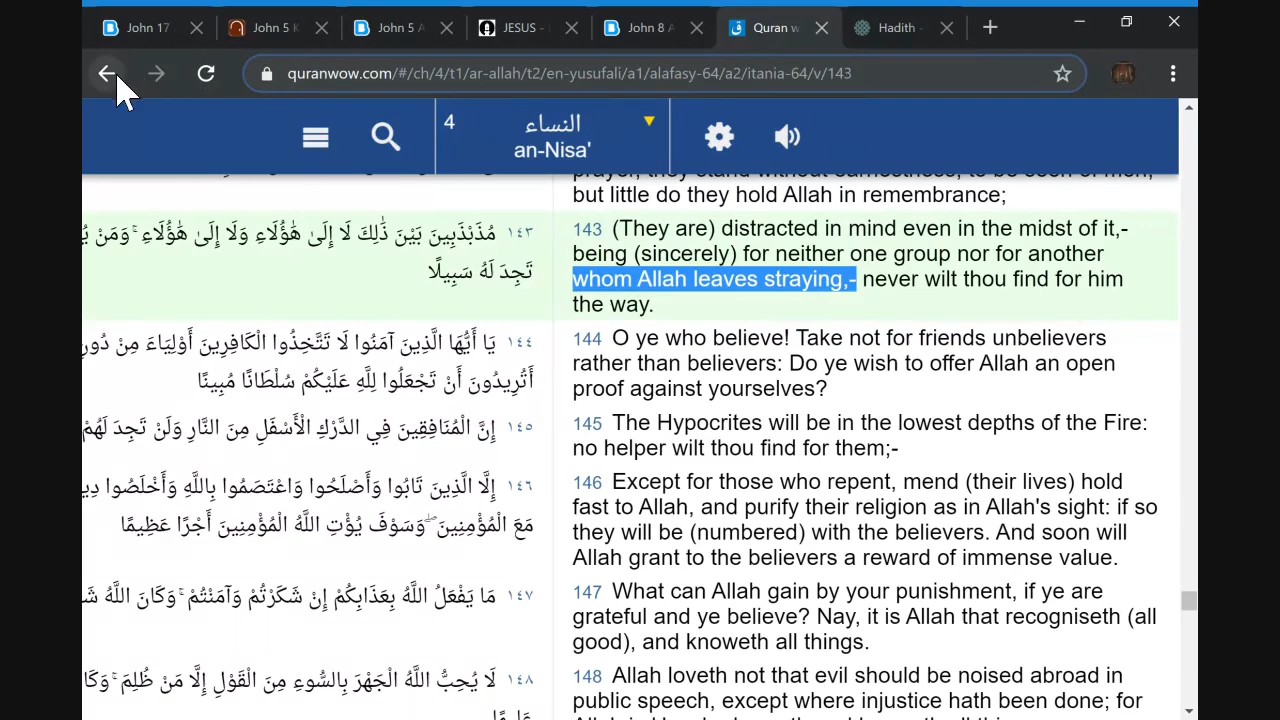 John 17
John 5 K
John 5 A
JESUS -
John 8 A
Quran w
Hadith -
quranwow.com/#/ch/4/t1/ar-allah/t2/en-yusufali/a1/alafasy-64/a2/itania-64/v/143
4
النساء
an-Nisa'
but little do they hold Allah in remembrance;
١٤٣ مُذَبْذَبِينَ بَيْنَ ذَٰلِكَ لَا إِلَىٰ هَٰؤُلَاءِ وَلَا إِلَىٰ هَٰؤُلَاءِ ۚ وَمَنْ
تَجِدَ لَهُ سَبِيلًا
143 (They are) distracted in mind even in the midst of it,-
being (sincerely) for neither one group nor for another
whom Allah leaves straying,- never wilt thou find for him
the way.
١٤٤ يَا أَيُّهَا الَّذِينَ آمَنُوا لَا تَتَّخِذُوا الْكَافِرِينَ أَوْلِيَاءَ مِنْ
أَتُرِيدُونَ أَنْ تَجْعَلُوا لِلَّهِ عَلَيْكُمْ سُلْطَانًا مُبِينًا
144 O ye who believe! Take not for friends unbelievers
rather than believers: Do ye wish to offer Allah an open
proof against yourselves?
١٤٥ إِنَّ الْمُنَافِقِينَ فِي الدَّرْكِ الْأَسْفَلِ مِنَ النَّارِ وَلَنْ تَجِدَ لَهُمْ
145 The Hypocrites will be in the lowest depths of the Fire:
no helper wilt thou find for them;-
١٤٦ إِلَّا الَّذِينَ تَابُوا وَأَصْلَحُوا وَاعْتَصَمُوا بِاللَّهِ وَأَخْلَصُوا
مَعَ الْمُؤْمِنِينَ ۖ وَسَوْفَ يُؤْتِ اللَّهُ الْمُؤْمِنِينَ أَجْرًا عَظِيمًا
146 Except for those who repent, mend (their lives) hold
fast to Allah, and purify their religion as in Allah's sight: if so
they will be (numbered) with the believers. And soon will
Allah grant to the believers a reward of immense value.
١٤٧ مَا يَفْعَلُ اللَّهُ بِعَذَابِكُمْ إِنْ شَكَرْتُمْ وَآمَنْتُمْ ۚ وَكَانَ اللَّهُ
147 What can Allah gain by your punishment, if ye are
grateful and ye believe? Nay, it is Allah that recogniseth (all
good), and knoweth all things.
١٤٨ لَا يُحِبُّ اللَّهُ الْجَهْرَ بِالسُّوءِ مِنَ الْقَوْلِ إِلَّا مَنْ ظُلِمَ ۚ
148 Allah loveth not that evil should be noised abroad in
public speech, except where injustice hath been done; for